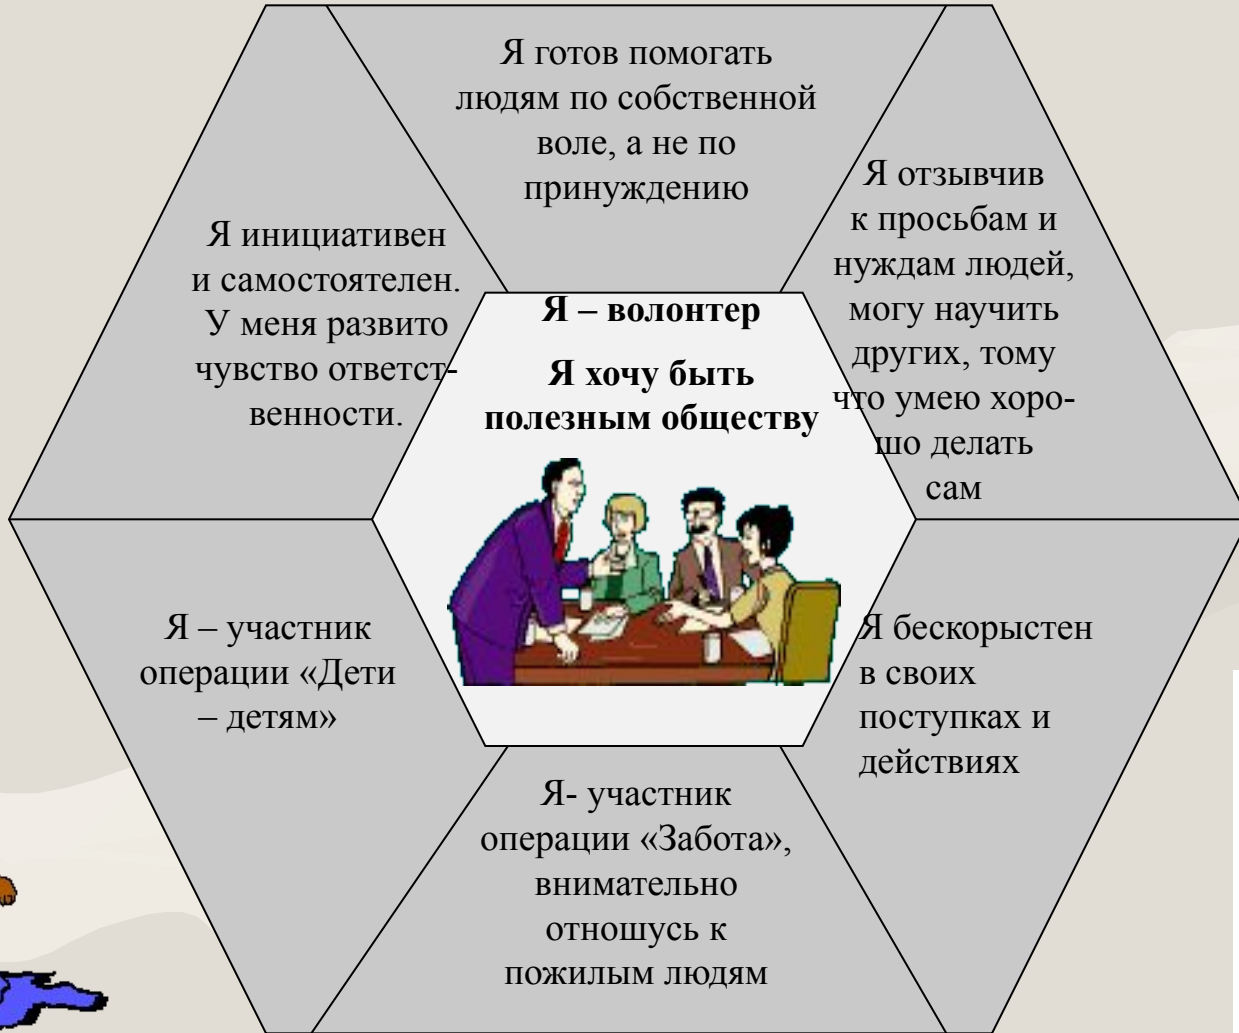 Я готов помогать
людям по собственной
воле, а не по
принуждению
Я отзывчив
к просьбам и
нуждам людей,
могу научить
других, тому
что умею хоро-
шо делать
сам
Я инициативен
и самостоятелен.
У меня развито
чувство ответст-
венности.
Я – волонтер
Я хочу быть
полезным обществу
Я – участник
операции «Дети
– детям»
Я бескорыстен
в своих
поступках и
действиях
Я- участник
операции «Забота»,
внимательно
отношусь к
пожилым людям